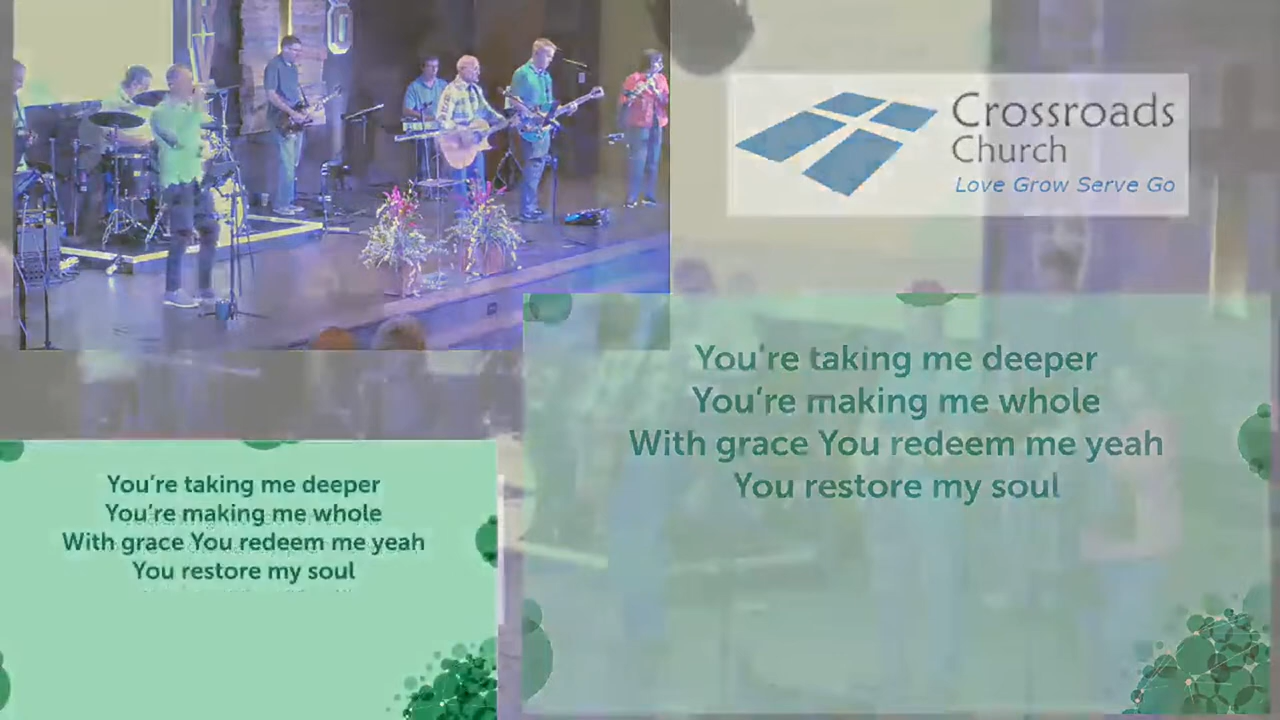 Crossroads
Church
Love Grow Serve Go
You're taking me deeper
You're making me whole
With grace You redeem me yeah
You restore my soul
You're taking me deeper
You're making me whole
With grace You redeem me yeah
You restore my soul